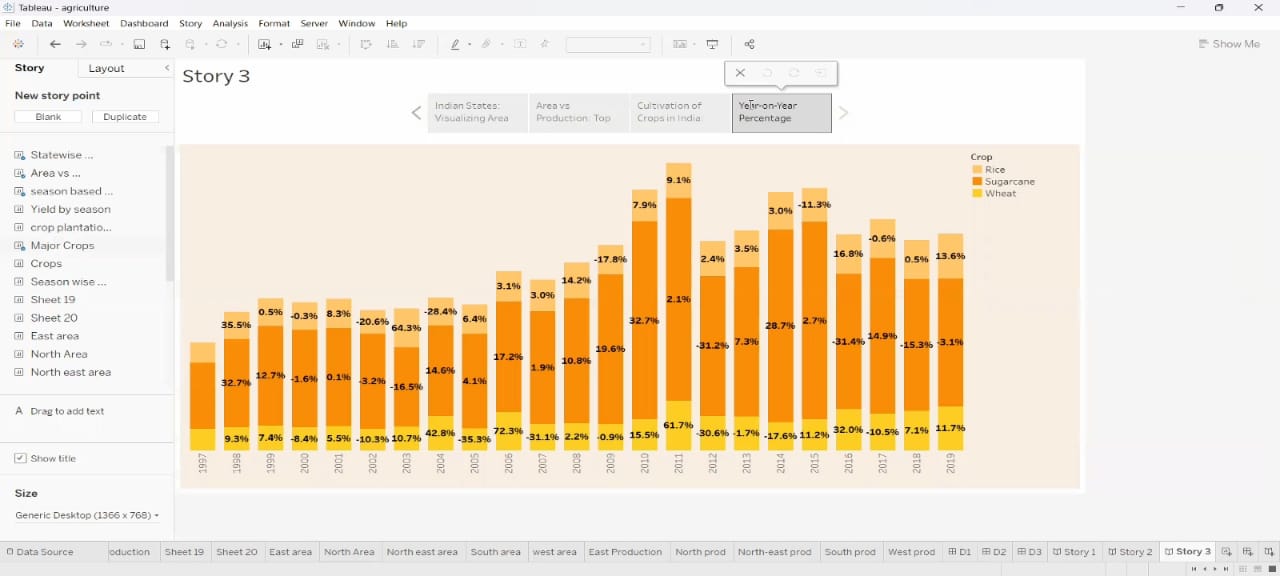 Tableau - agriculture
File Data Worksheet Dashboard Story Analysis Format Server Window Help
Show Me
Story Layout
New story point
Blank Duplicate
Statewise ...
Area vs ...
season based ...
Yield by season
crop plantatio...
Major Crops
Crops
Season wise ...
Sheet 19
Sheet 20
East area
North Area
North east area
A Drag to add text
Show title
Size
Generic Desktop (1366 x 768)
Story 3
Indian States:
Visualizing Area
Area vs
Production: Top
Cultivation of
Crops in India:
Year-on-Year
Percentage
Crop
Rice
Sugarcane
Wheat
35.5% 0.5% -0.3% 8.3% -20.6% 64.3% -28.4% 6.4% 3.1% 3.0% 14.2% -17.8% 7.9% 9.1% 2.4% 3.5% 3.0% -11.3% 16.8% -0.6% 0.5% 13.6%
32.7% 12.7% -1.6% 0.1% -3.2% -16.5% 14.6% 4.1% 17.2% 1.9% 10.8% 19.6% 32.7% 2.1% -31.2% 7.3% 28.7% 2.7% -31.4% 14.9% -15.3% -3.1%
9.3% 7.4% -8.4% 5.5% -10.3% 10.7% 42.8% -35.3% 72.3% -31.1% 2.2% -0.9% 15.5% 61.7% -30.6% -1.7% -17.6% 11.2% 32.0% -10.5% 7.1% 11.7%
1997 1998 1999 2000 2001 2002 2003 2004 2005 2006 2007 2008 2009 2010 2011 2012 2013 2014 2015 2016 2017 2018 2019
Data Source oduction Sheet 19 Sheet 20 East area North Area North east area South area west area East Production North prod North-east prod South prod West prod D1 D2 D3 Story 1 Story 2 Story 3